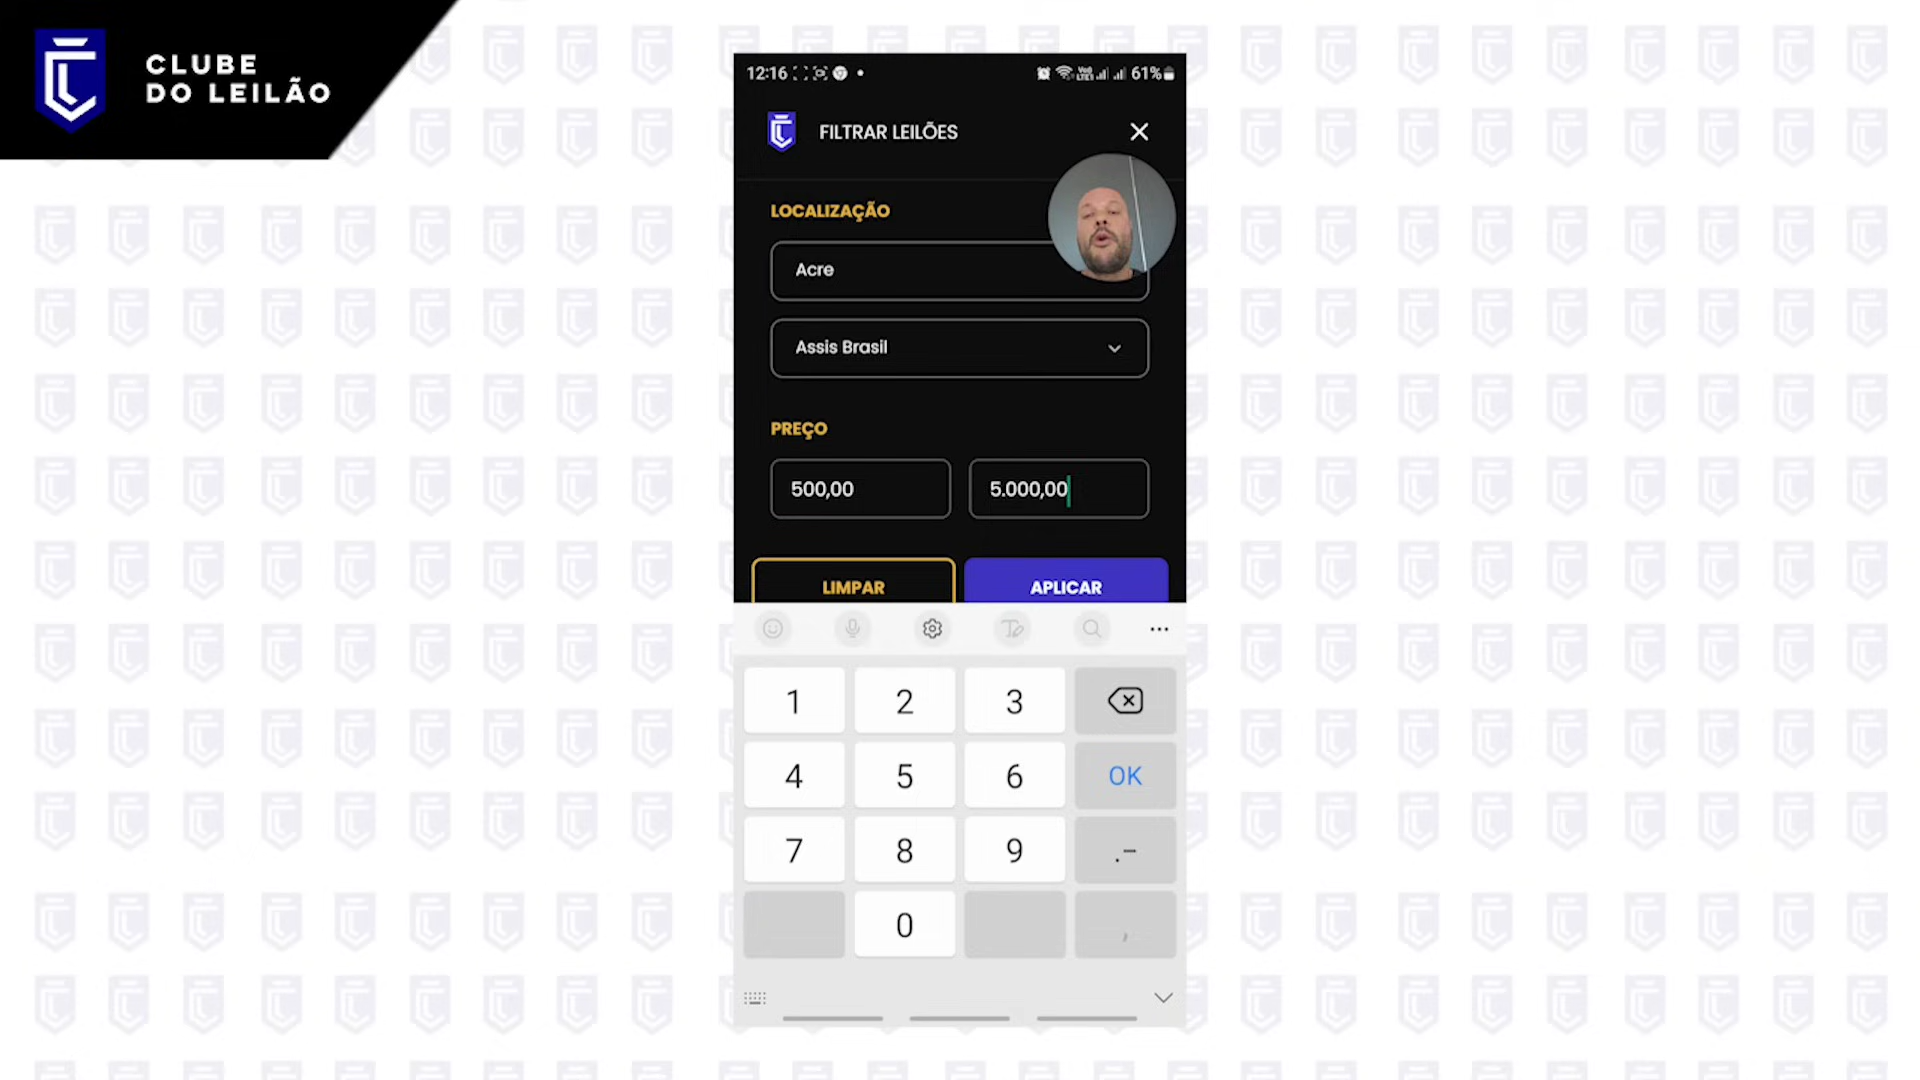 CLUBE
DO LEILÃO
12:16
61%
FILTRAR LEILÕES
LOCALIZAÇÃO
Acre
Assis Brasil
PREÇO
500,00
5.000,00
LIMPAR
APLICAR
1 2 3
4 5 6 OK
7 8 9 .-
0 ,